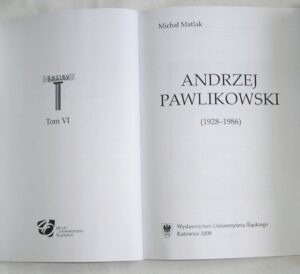 Tom VI
Michał Matlak
ANDRZEJ
PAWLIKOWSKI
(1928–1986)
Wydawnictwo Uniwersytetu Śląskiego
Katowice 2008